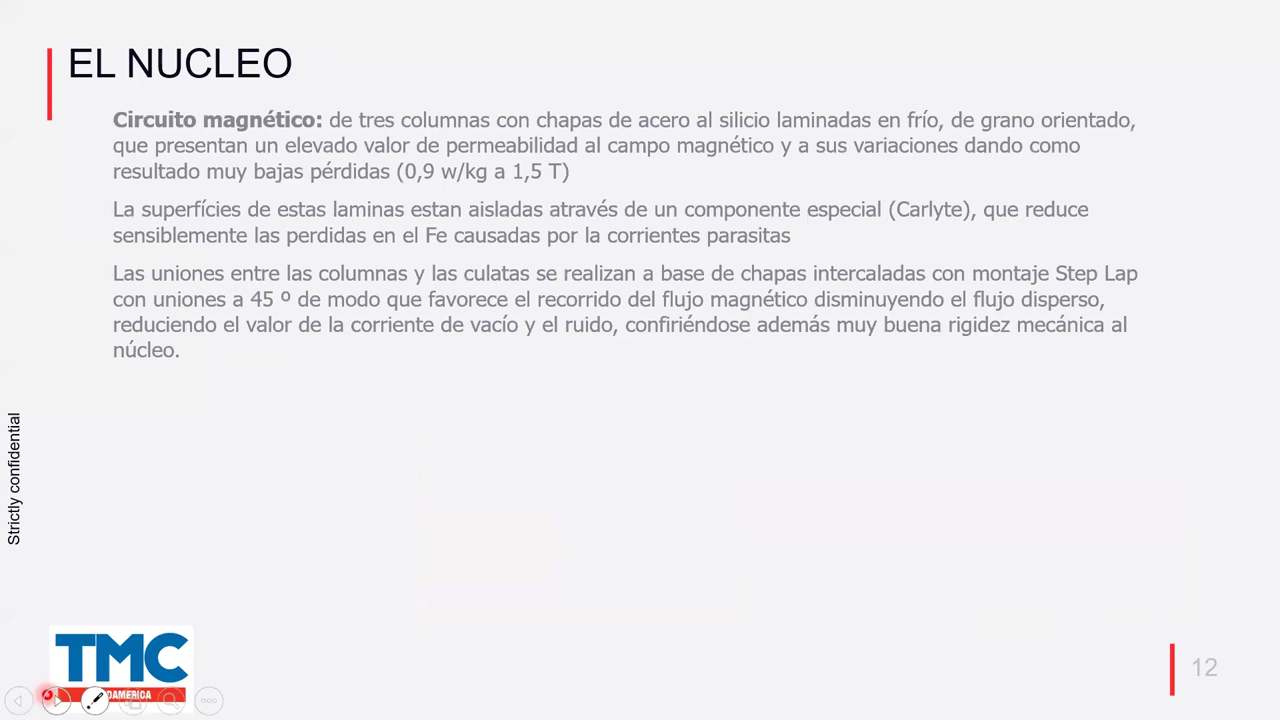 EL NUCLEO
Circuito magnético: de tres columnas con chapas de acero al silicio laminadas en frío, de grano orientado,
que presentan un elevado valor de permeabilidad al campo magnético y a sus variaciones dando como
resultado muy bajas pérdidas (0,9 w/kg a 1,5 T)
La superfícies de estas laminas estan aisladas através de un componente especial (Carlyte), que reduce
sensiblemente las perdidas en el Fe causadas por la corrientes parasitas
Las uniones entre las columnas y las culatas se realizan a base de chapas intercaladas con montaje Step Lap
con uniones a 45 º de modo que favorece el recorrido del flujo magnético disminuyendo el flujo disperso,
reduciendo el valor de la corriente de vacío y el ruido, confiriéndose además muy buena rigidez mecánica al
núcleo.
Strictly confidential
TMC
12